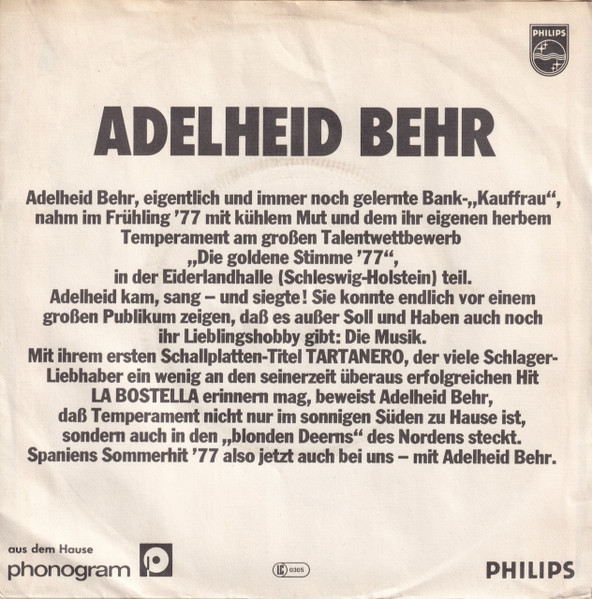 PHILIPS
ADELHEID BEHR
Adelheid Behr, eigentlich und immer noch gelernte Bank-„Kauffrau“,
nahm im Frühling ’77 mit kühlem Mut und dem ihr eigenen herbem
Temperament am großen Talentwettbewerb
„Die goldene Stimme ’77“,
in der Eiderlandhalle (Schleswig-Holstein) teil.
Adelheid kam, sang – und siegte! Sie konnte endlich vor einem
großen Publikum zeigen, daß es außer Soll und Haben auch noch
ihr Lieblingshobby gibt: Die Musik.
Mit ihrem ersten Schallplatten-Titel TARTANERO, der viele Schlager-
Liebhaber ein wenig an den seinerzeit überaus erfolgreichen Hit
LA BOSTELLA erinnern mag, beweist Adelheid Behr,
daß Temperament nicht nur im sonnigen Süden zu Hause ist,
sondern auch in den „blonden Deerns“ des Nordens steckt.
Spaniens Sommerhit ’77 also jetzt auch bei uns – mit Adelheid Behr.
aus dem Hause
phonogram
LC 0305
PHILIPS